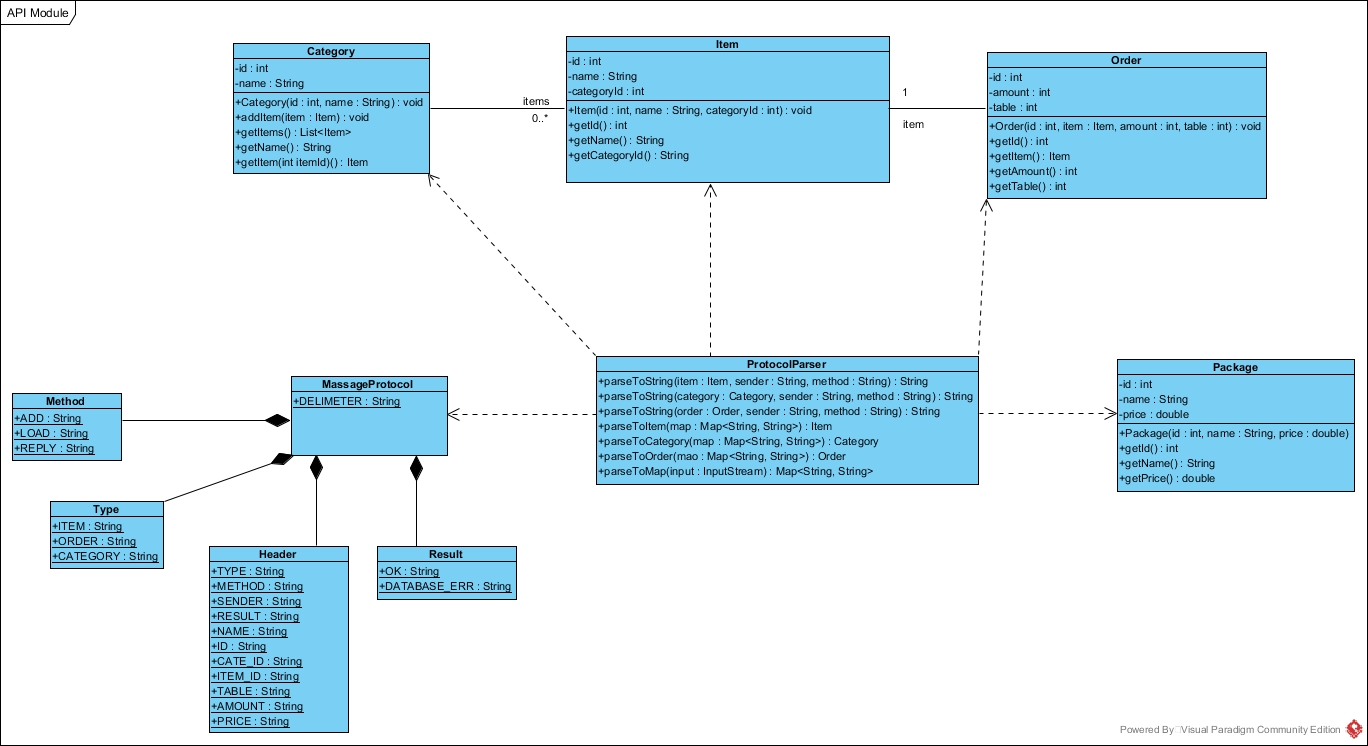 API Module
Category
-id : int
-name : String
+Category(id : int, name : String) : void
+addItem(item : Item) : void
+getItems() : List<Item>
+getName() : String
+getItem(int itemId)() : Item
items
0..*
Item
-id : int
-name : String
-categoryId : int
+Item(id : int, name : String, categoryId : int) : void
+getId() : int
+getName() : String
+getCategoryId() : String
1
item
Order
-id : int
-amount : int
-table : int
+Order(id : int, item : Item, amount : int, table : int) : void
+getId() : int
+getItem() : Item
+getAmount() : int
+getTable() : int
ProtocolParser
+parseToString(item : Item, sender : String, method : String) : String
+parseToString(category : Category, sender : String, method : String) : String
+parseToString(order : Order, sender : String, method : String) : String
+parseToItem(map : Map<String, String>) : Item
+parseToCategory(map : Map<String, String>) : Category
+parseToOrder(mao : Map<String, String>) : Order
+parseToMap(input : InputStream) : Map<String, String>
Package
-id : int
-name : String
-price : double
+Package(id : int, name : String, price : double)
+getId() : int
+getName() : String
+getPrice() : double
MassageProtocol
+DELIMETER : String
Method
+ADD : String
+LOAD : String
+REPLY : String
Type
+ITEM : String
+ORDER : String
+CATEGORY : String
Header
+TYPE : String
+METHOD : String
+SENDER : String
+RESULT : String
+NAME : String
+ID : String
+CATE_ID : String
+ITEM_ID : String
+TABLE : String
+AMOUNT : String
+PRICE : String
Result
+OK : String
+DATABASE_ERR : String
Powered By Visual Paradigm Community Edition